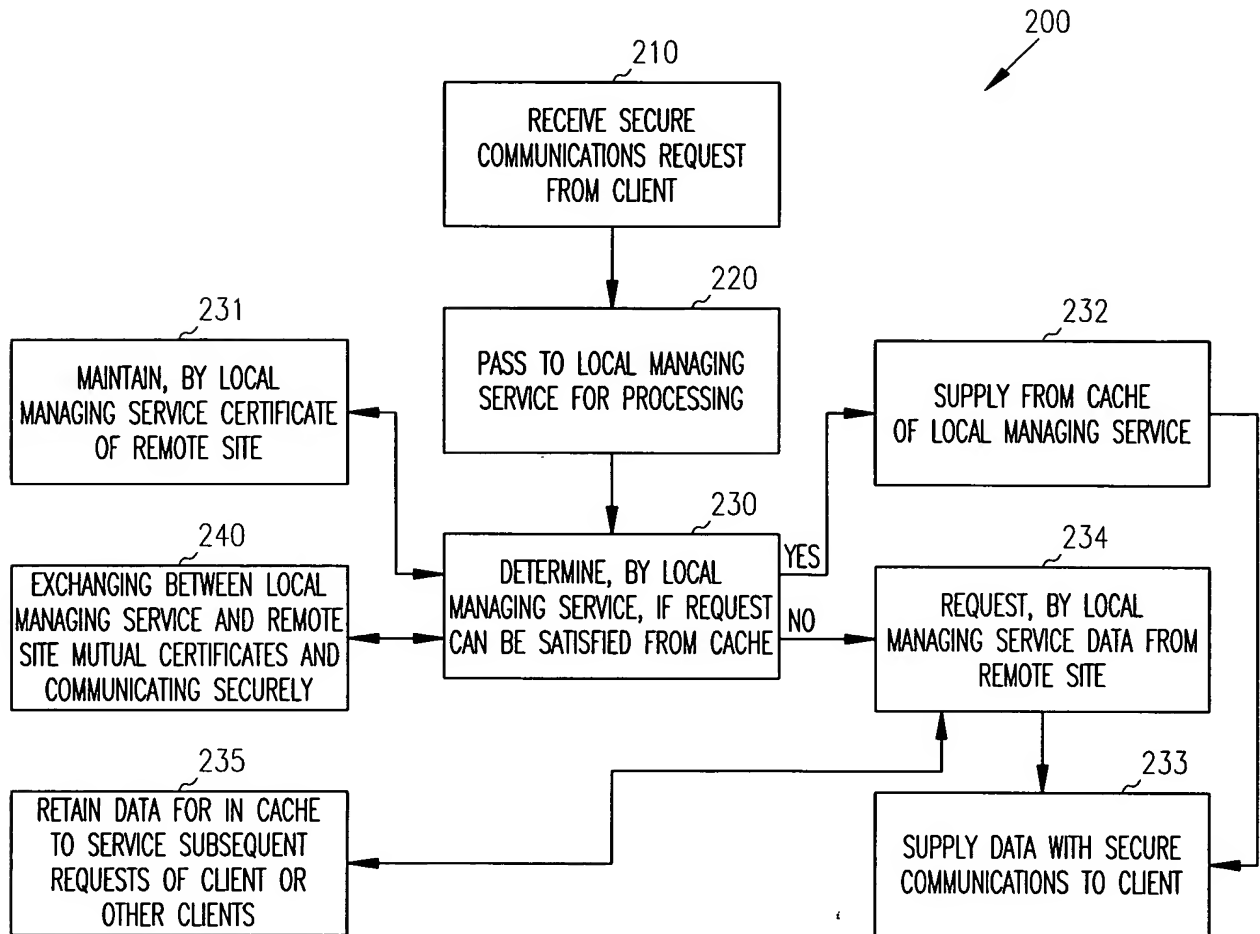 200
210
RECEIVE SECURE
COMMUNICATIONS REQUEST
FROM CLIENT
220
PASS TO LOCAL MANAGING
SERVICE FOR PROCESSING
231
MAINTAIN, BY LOCAL
MANAGING SERVICE CERTIFICATE
OF REMOTE SITE
232
SUPPLY FROM CACHE
OF LOCAL MANAGING SERVICE
230
DETERMINE, BY LOCAL
MANAGING SERVICE, IF REQUEST
CAN BE SATISFIED FROM CACHE
YES
NO
240
EXCHANGING BETWEEN LOCAL
MANAGING SERVICE AND REMOTE
SITE MUTUAL CERTIFICATES AND
COMMUNICATING SECURELY
234
REQUEST, BY LOCAL
MANAGING SERVICE DATA FROM
REMOTE SITE
235
RETAIN DATA FOR IN CACHE
TO SERVICE SUBSEQUENT
REQUESTS OF CLIENT OR
OTHER CLIENTS
233
SUPPLY DATA WITH SECURE
COMMUNICATIONS TO CLIENT